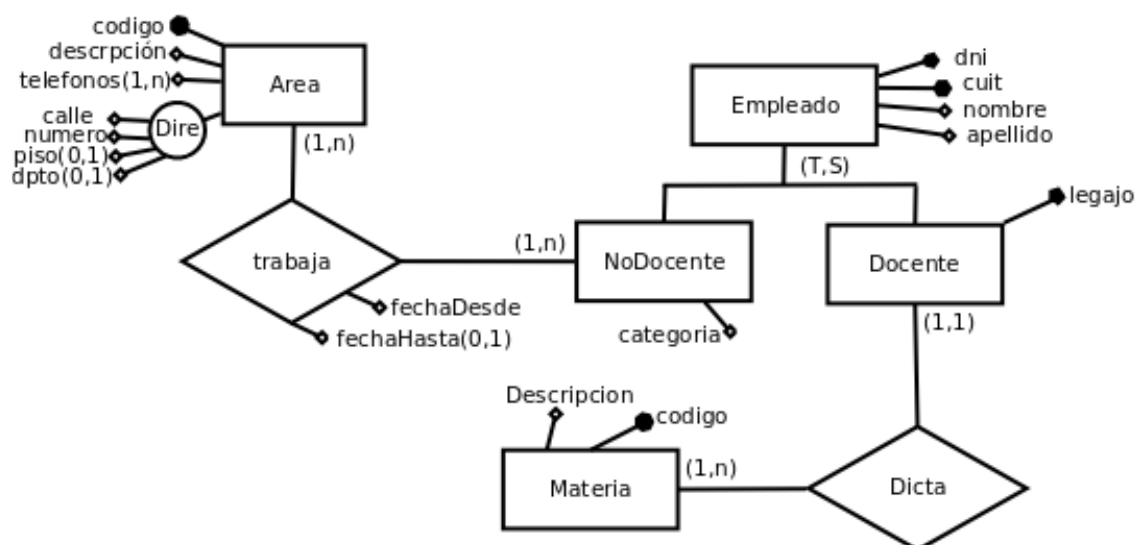 codigo
descrpción
telefonos(1,n)
Area
calle
numero
piso(0,1)
dpto(0,1)
Dire
(1,n)
trabaja
fechaDesde
fechaHasta(0,1)
(1,n)
Empleado
dni
cuit
nombre
apellido
(T,S)
NoDocente
categoria
Docente
legajo
(1,1)
Dicta
(1,n)
Descripcion
codigo
Materia